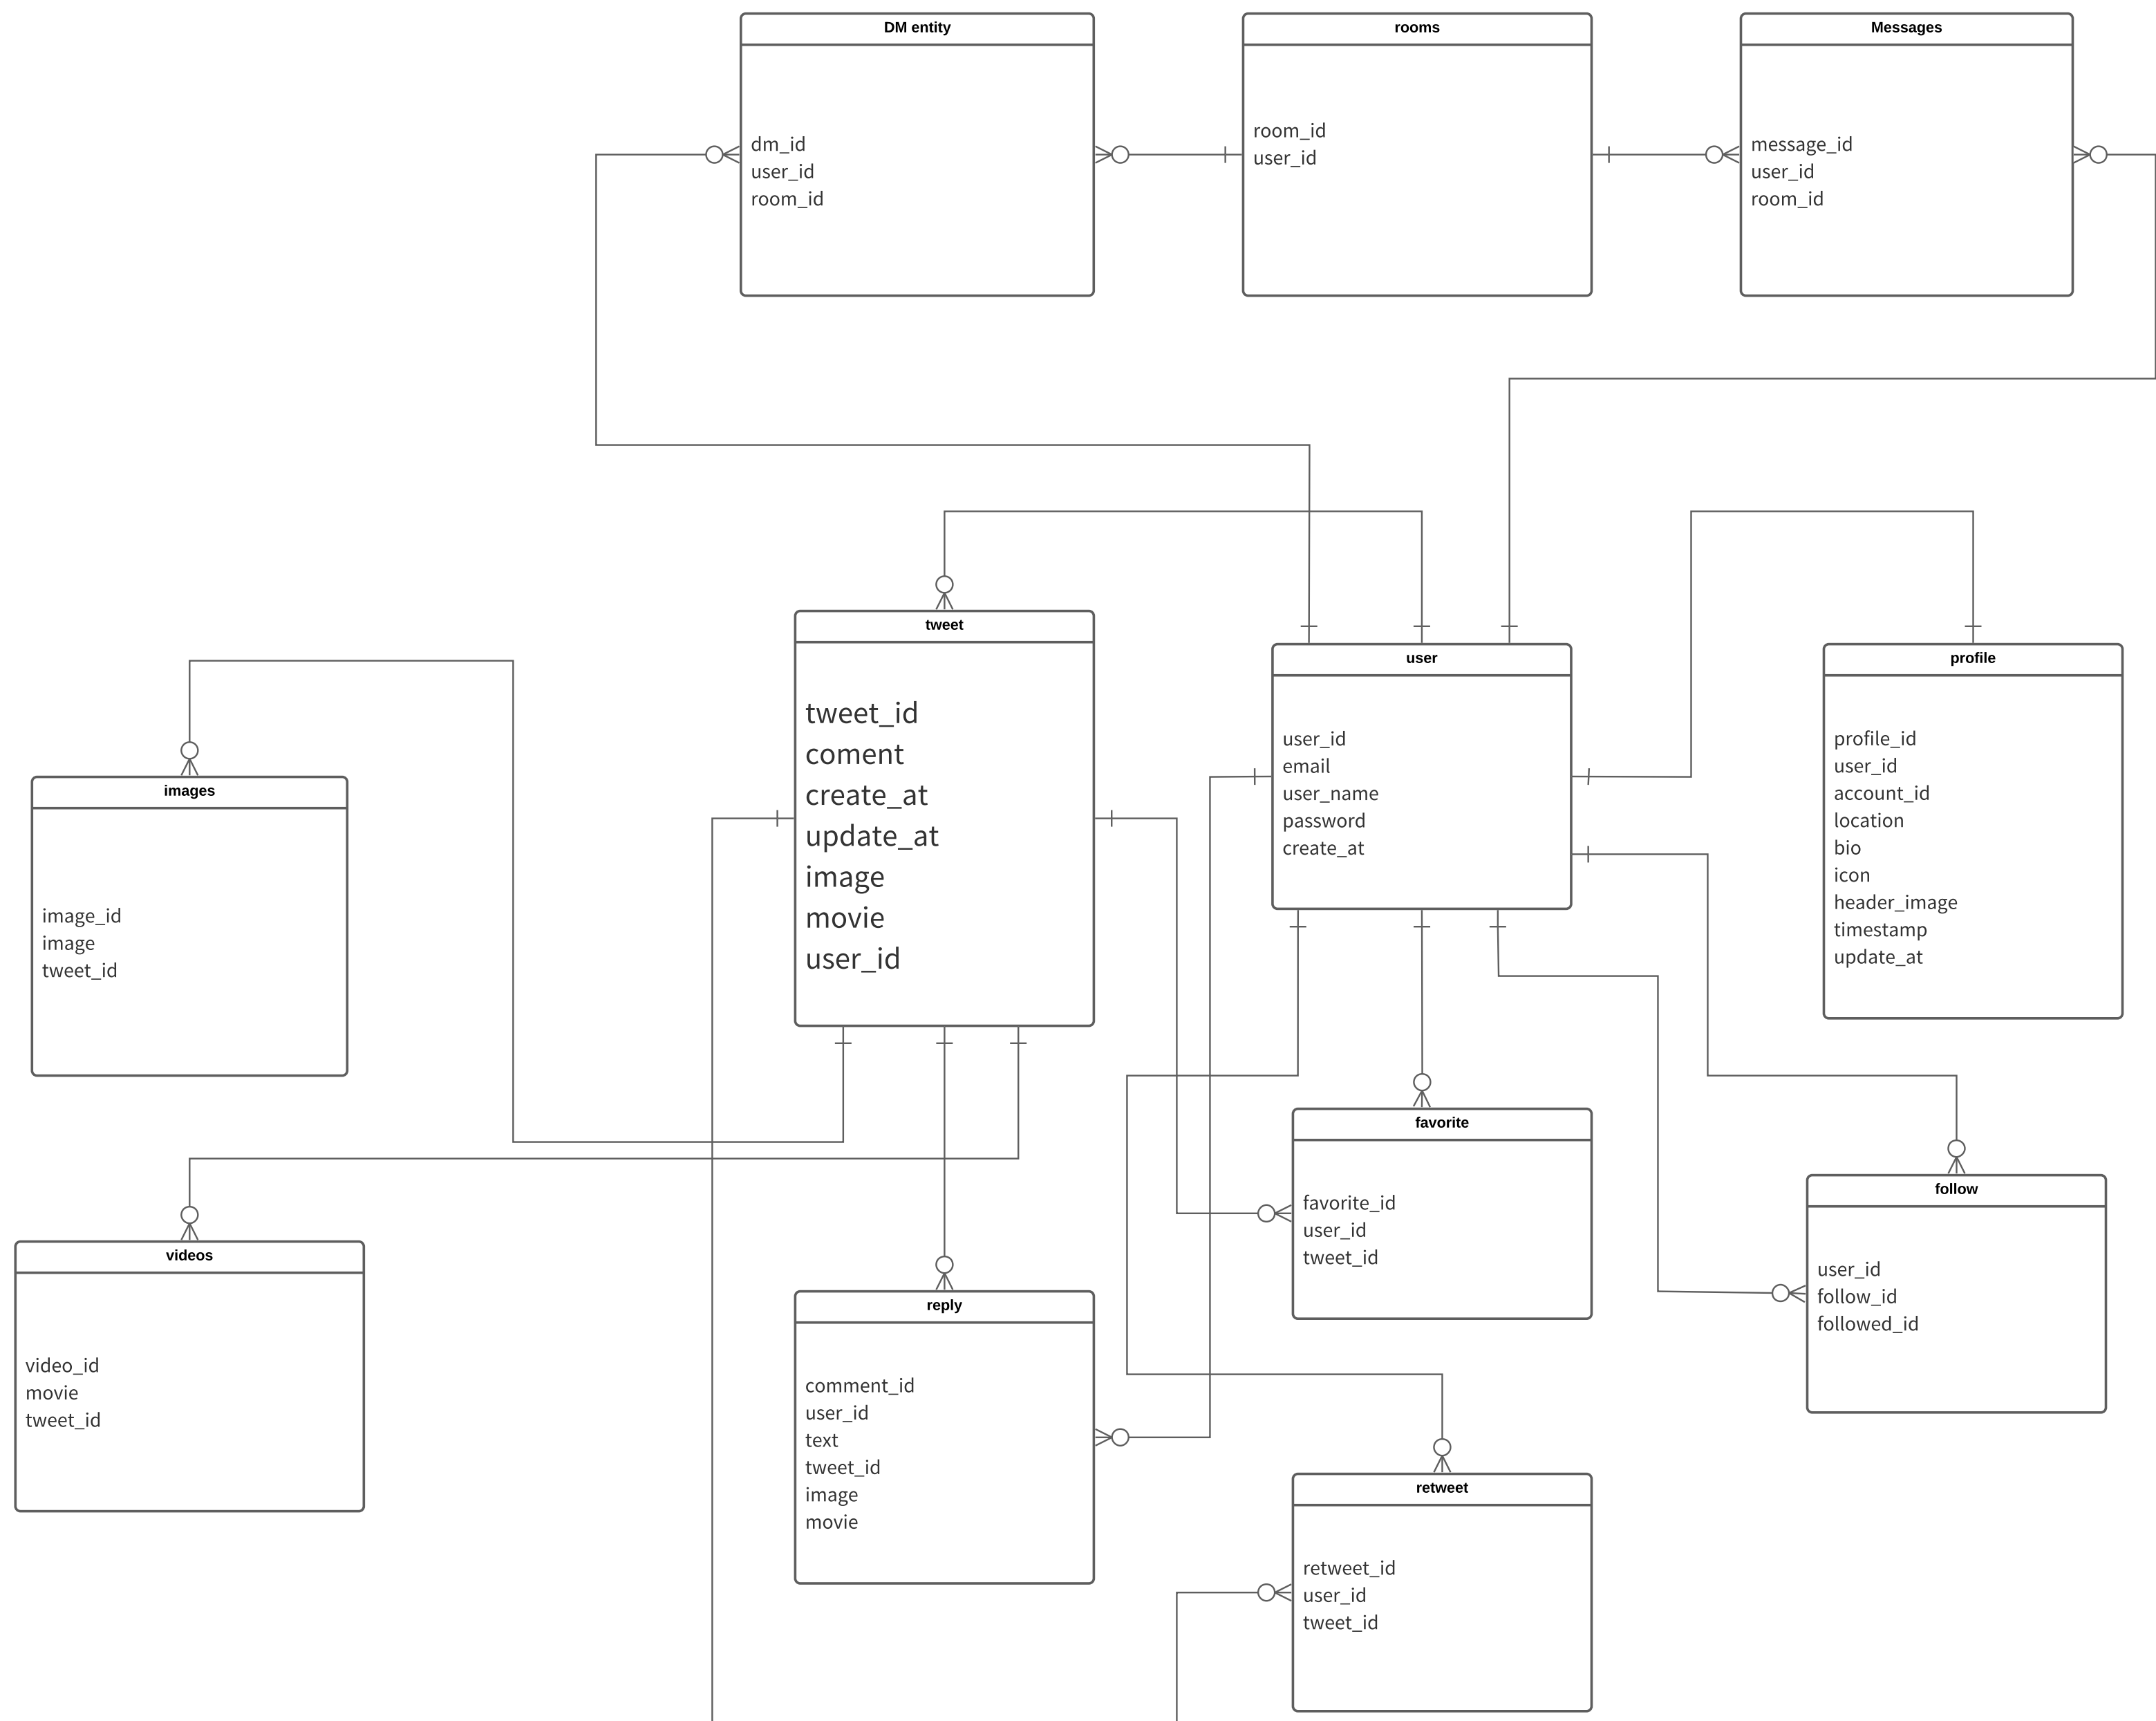 DM entity
dm_id
user_id
room_id
rooms
room_id
user_id
Messages
message_id
user_id
room_id
tweet
tweet_id
coment
create_at
update_at
image
movie
user_id
user
user_id
email
user_name
password
create_at
profile
profile_id
user_id
account_id
location
bio
icon
header_image
timestamp
update_at
images
image_id
image
tweet_id
favorite
favorite_id
user_id
tweet_id
follow
user_id
follow_id
followed_id
videos
video_id
movie
tweet_id
reply
comment_id
user_id
text
tweet_id
image
movie
retweet
retweet_id
user_id
tweet_id